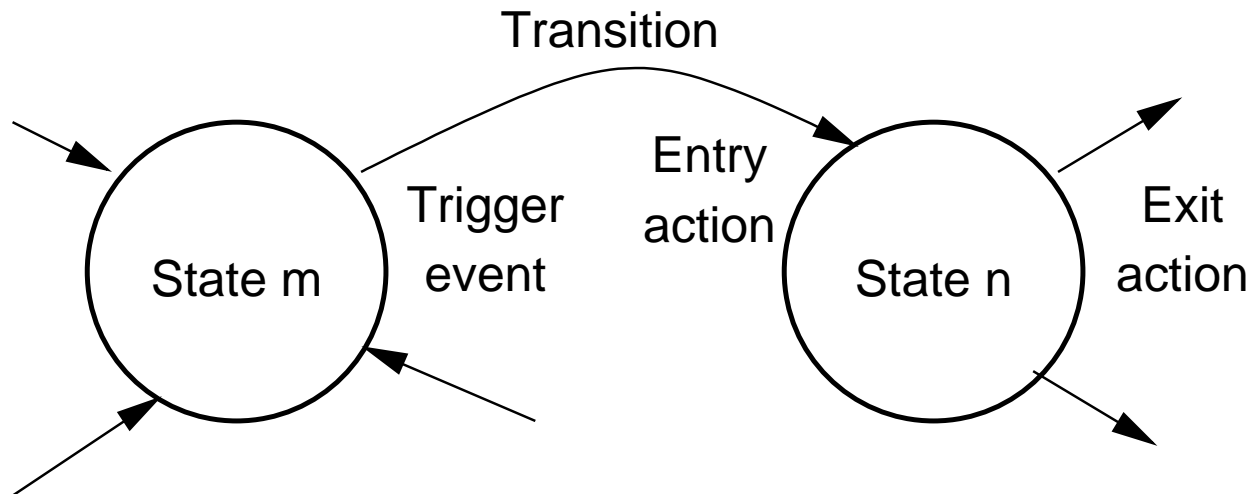 Transition
Trigger
event
Entry
action
Exit
action
State m
State n